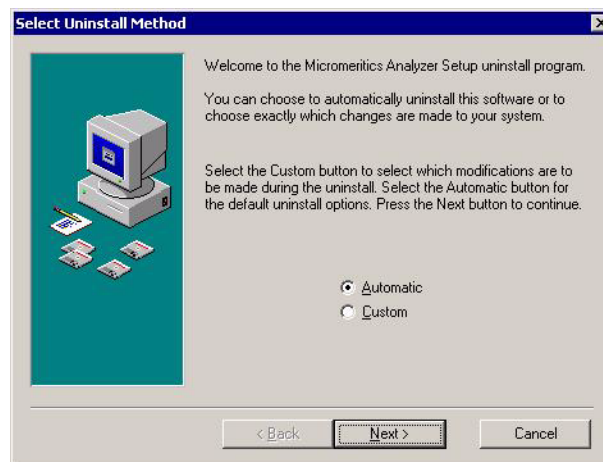 Select Uninstall Method
Welcome to the Micromeritics Analyzer Setup uninstall program.
You can choose to automatically uninstall this software or to
choose exactly which changes are made to your system.
Select the Custom button to select which modifications are to
be made during the uninstall. Select the Automatic button for
the default uninstall options. Press the Next button to continue.
Automatic
Custom
< Back
Next >
Cancel